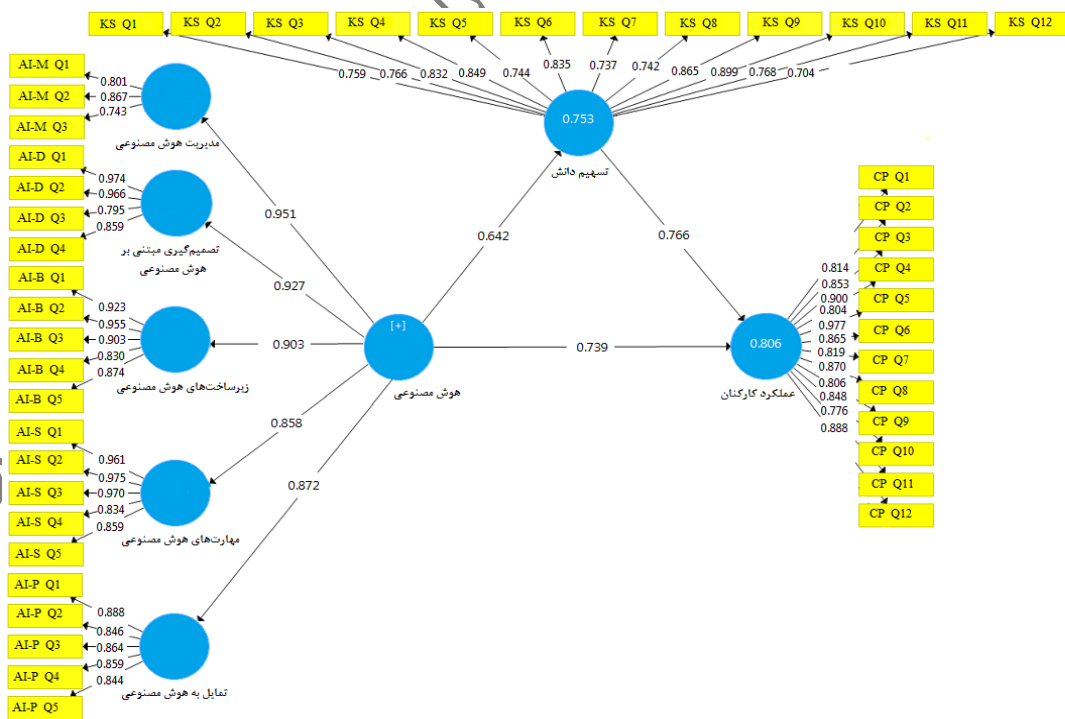 KS Q1
KS Q2
KS Q3
KS Q4
KS Q5
KS Q6
KS Q7
KS Q8
KS Q9
KS Q10
KS Q11
KS Q12
0.759
0.766
0.832
0.849
0.744
0.835
0.737
0.742
0.865
0.899
0.768
0.704
0.753
تسهیم دانش
AI-M Q1
AI-M Q2
AI-M Q3
0.801
0.867
0.743
مدیریت هوش مصنوعی
AI-D Q1
AI-D Q2
AI-D Q3
AI-D Q4
0.974
0.966
0.795
0.859
تصمیم‌گیری مبتنی بر
هوش مصنوعی
AI-B Q1
AI-B Q2
AI-B Q3
AI-B Q4
AI-B Q5
0.923
0.955
0.903
0.830
0.874
زیرساخت‌های هوش مصنوعی
AI-S Q1
AI-S Q2
AI-S Q3
AI-S Q4
AI-S Q5
0.961
0.975
0.970
0.834
0.859
مهارت‌های هوش مصنوعی
AI-P Q1
AI-P Q2
AI-P Q3
AI-P Q4
AI-P Q5
0.888
0.846
0.864
0.859
0.844
تمایل به هوش مصنوعی
0.951
0.927
0.903
0.858
0.872
[+]
هوش مصنوعی
0.642
0.766
0.739
0.806
عملکرد کارکنان
0.814
0.853
0.900
0.804
0.977
0.865
0.819
0.870
0.806
0.848
0.776
0.888
CP Q1
CP Q2
CP Q3
CP Q4
CP Q5
CP Q6
CP Q7
CP Q8
CP Q9
CP Q10
CP Q11
CP Q12